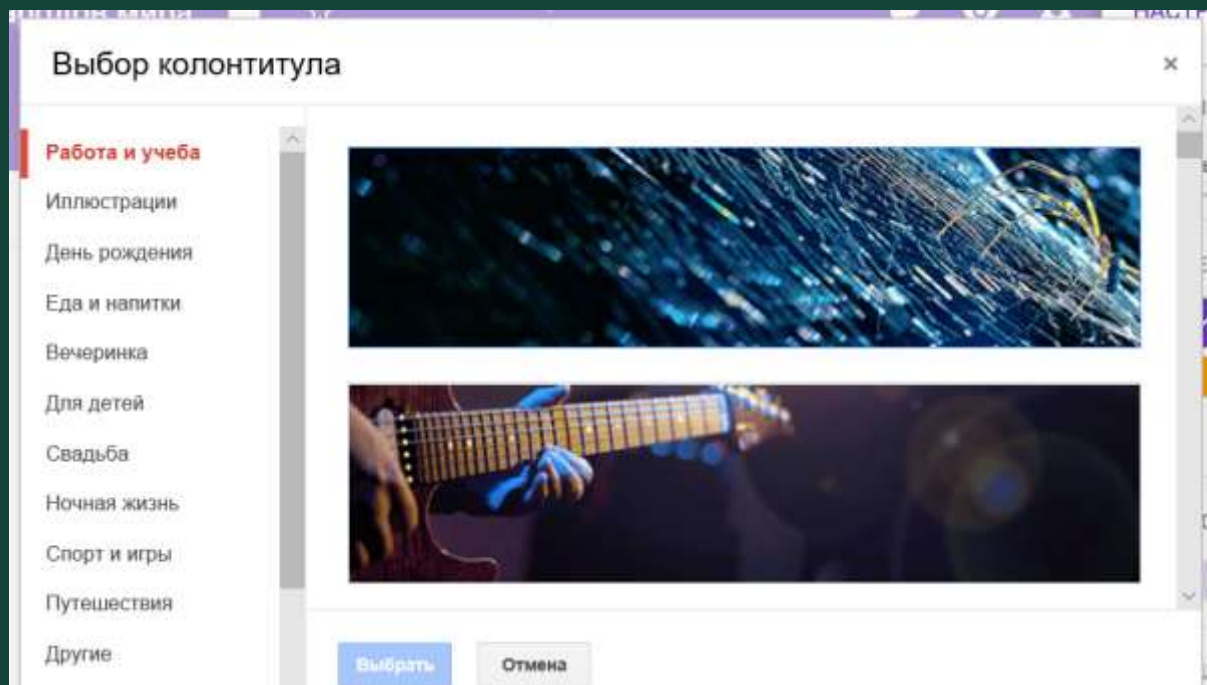 Выбор колонтитула
×
Работа и учеба
Иллюстрации
День рождения
Еда и напитки
Вечеринка
Для детей
Свадьба
Ночная жизнь
Спорт и игры
Путешествия
Другие
Выбрать
Отмена